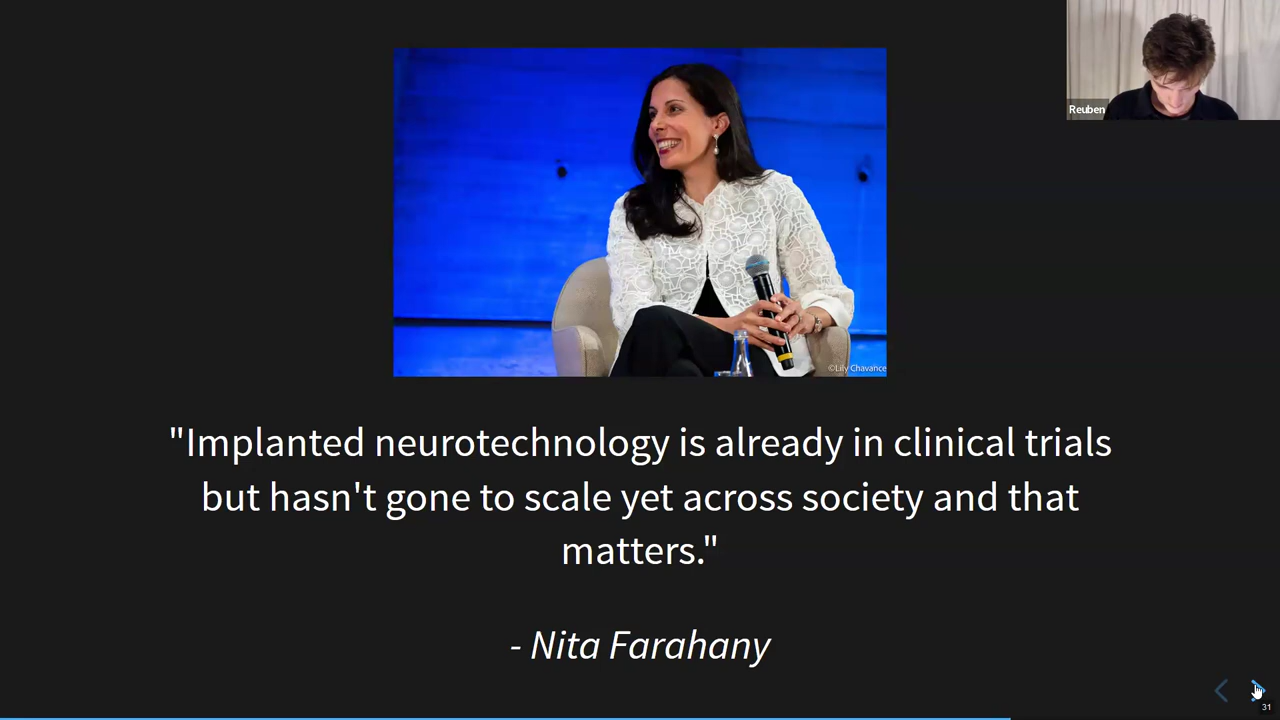 Reuben
©Lily Chavance
"Implanted neurotechnology is already in clinical trials
but hasn't gone to scale yet across society and that
matters."
- Nita Farahany
31